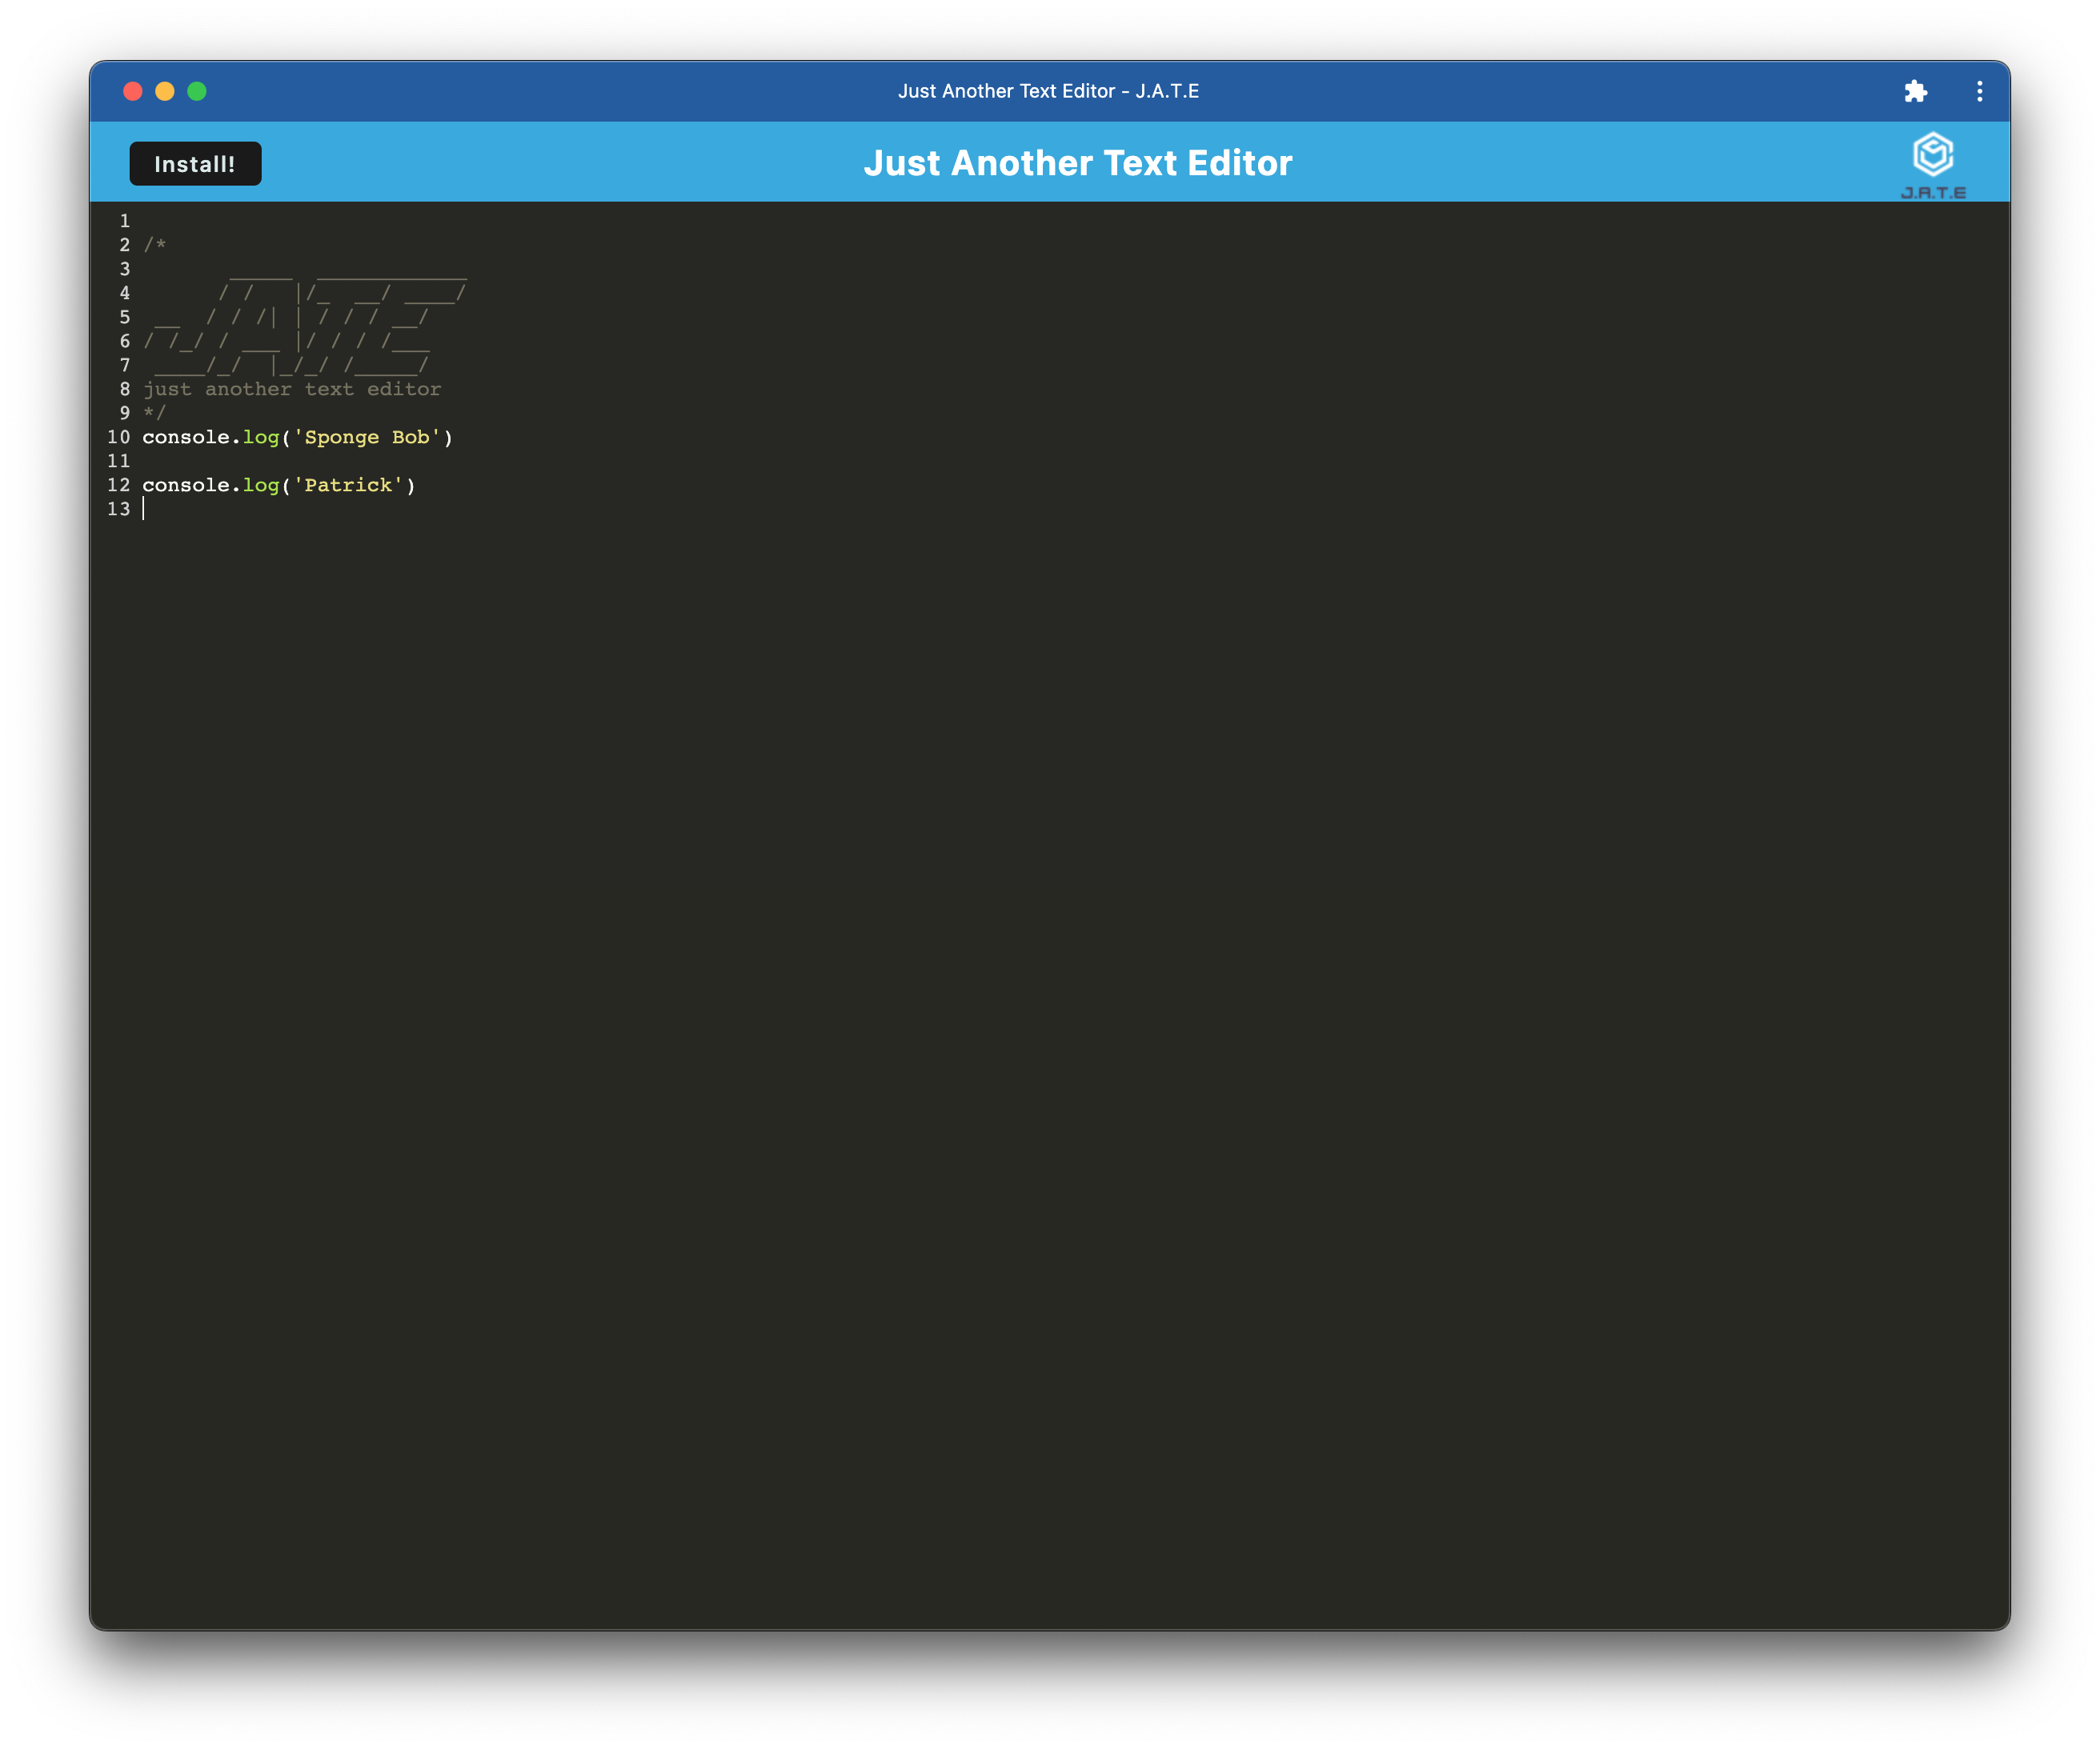 Just Another Text Editor - J.A.T.E
Install!
Just Another Text Editor
J.A.T.E
1
2 /*
3        _____  ____________
4       / /   |/_  __/ ____/
5  __  / / /| | / / / __/
6 / /_/ / ___ |/ / / /___
7  ____/_/  |_/_/ /_____/
8 just another text editor
9 */
10 console.log('Sponge Bob')
11
12 console.log('Patrick')
13